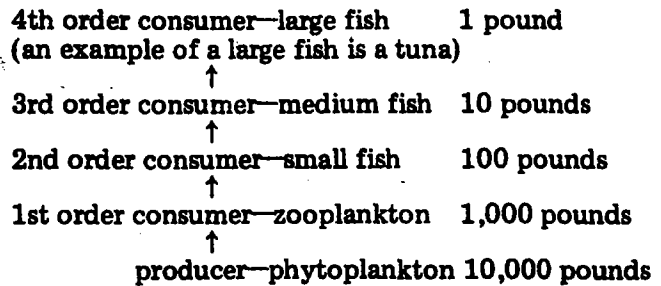 4th order consumer—large fish 1 pound
(an example of a large fish is a tuna)
↑
3rd order consumer—medium fish 10 pounds
↑
2nd order consumer—small fish 100 pounds
↑
1st order consumer—zooplankton 1,000 pounds
↑
producer—phytoplankton 10,000 pounds